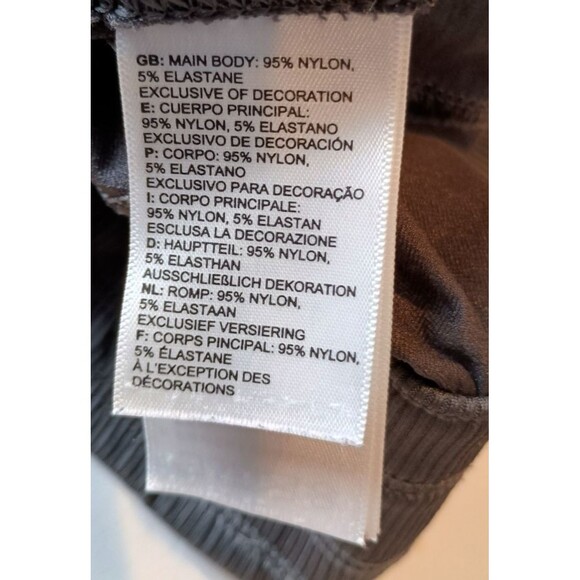 GB: MAIN BODY: 95% NYLON,
5% ELASTANE
EXCLUSIVE OF DECORATION
E: CUERPO PRINCIPAL:
95% NYLON, 5% ELASTANO
EXCLUSIVO DE DECORACIÓN
P: CORPO: 95% NYLON,
5% ELASTANO
EXCLUSIVO PARA DECORAÇÃO
I: CORPO PRINCIPALE:
95% NYLON, 5% ELASTAN
ESCLUSA LA DECORAZIONE
D: HAUPTTEIL: 95% NYLON,
5% ELASTHAN
AUSSCHLIEßLICH DEKORATION
NL: ROMP: 95% NYLON,
5% ELASTAAN
EXCLUSIEF VERSIERING
F: CORPS PINCIPAL: 95% NYLON,
5% ÉLASTANE
À L'EXCEPTION DES
DÉCORATIONS